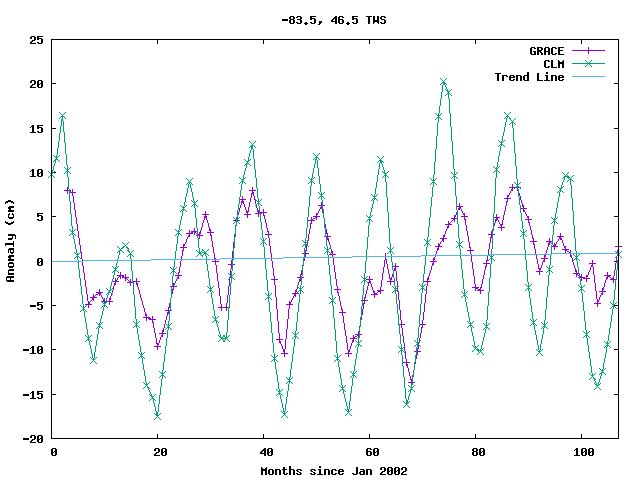 -83.5, 46.5 TWS
GRACE
CLM
Trend Line
25
20
15
10
5
0
-5
-10
-15
-20
Anomaly (cm)
0 20 40 60 80 100
Months since Jan 2002